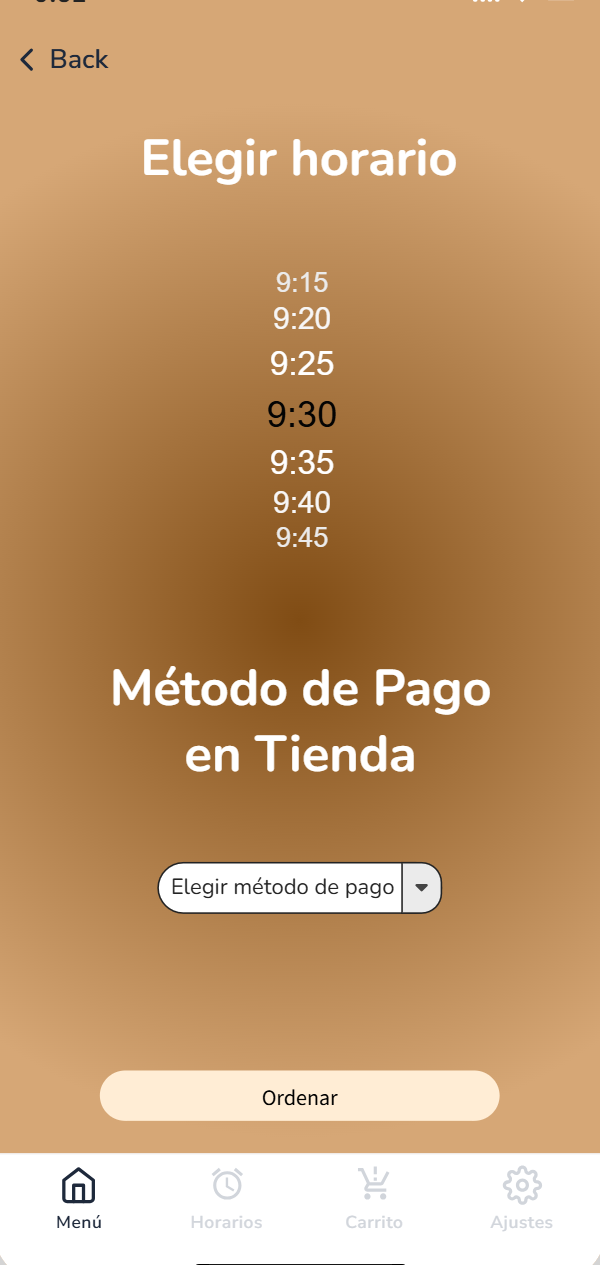 Back
Elegir horario
9:15
9:20
9:25
9:30
9:35
9:40
9:45
Método de Pago
en Tienda
Elegir método de pago
Ordenar
Menú
Horarios
Carrito
Ajustes